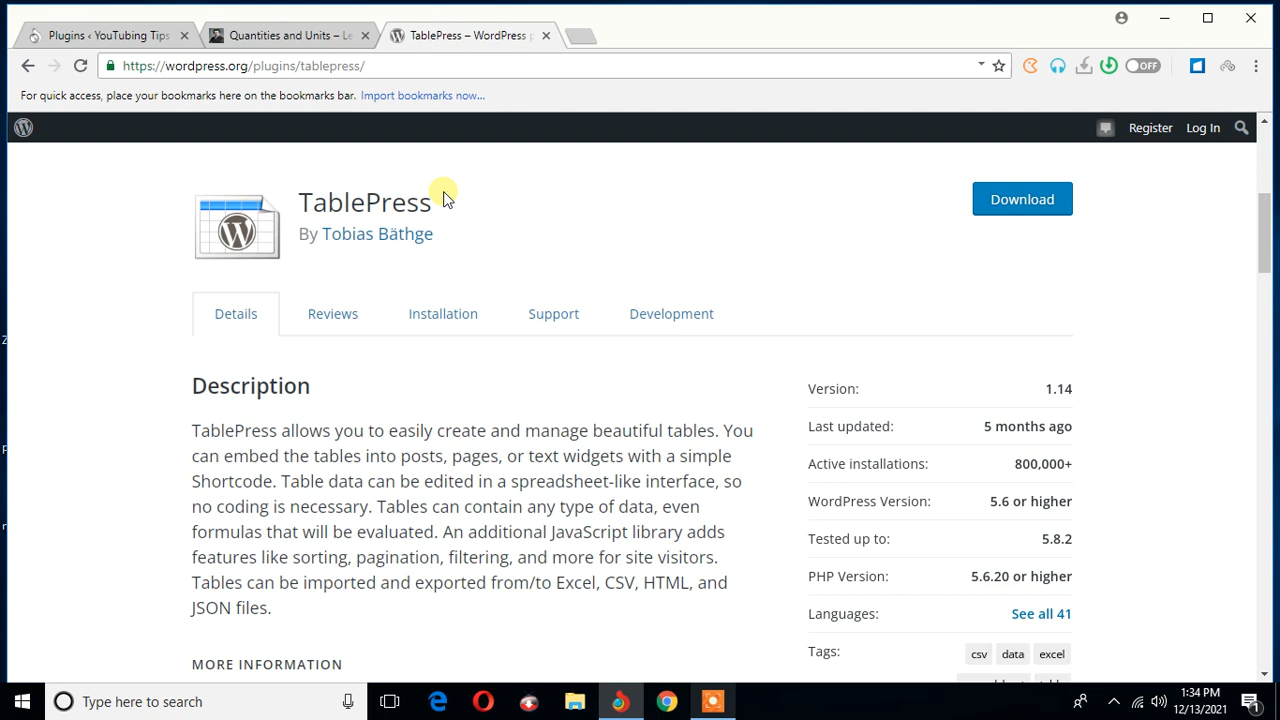 Plugins ‹ YouTubing Tips
Quantities and Units – Le
TablePress – WordPress p
https://wordpress.org/plugins/tablepress/
OFF
For quick access, place your bookmarks here on the bookmarks bar. Import bookmarks now...
Register Log In
TablePress
By Tobias Bäthge
Download
Details Reviews Installation Support Development
Description
TablePress allows you to easily create and manage beautiful tables. You
can embed the tables into posts, pages, or text widgets with a simple
Shortcode. Table data can be edited in a spreadsheet-like interface, so
no coding is necessary. Tables can contain any type of data, even
formulas that will be evaluated. An additional JavaScript library adds
features like sorting, pagination, filtering, and more for site visitors.
Tables can be imported and exported from/to Excel, CSV, HTML, and
JSON files.
MORE INFORMATION
Version: 1.14
Last updated: 5 months ago
Active installations: 800,000+
WordPress Version: 5.6 or higher
Tested up to: 5.8.2
PHP Version: 5.6.20 or higher
Languages: See all 41
Tags: csv data excel
Type here to search
1:34 PM
12/13/2021
1